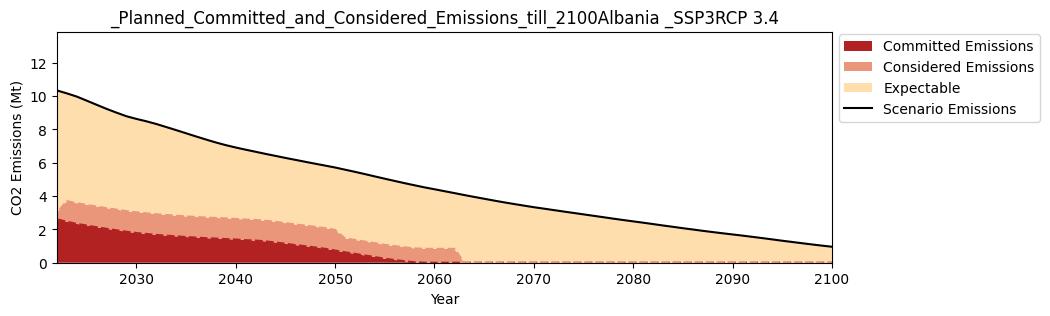 _Planned_Committed_and_Considered_Emissions_till_2100Albania _SSP3RCP 3.4
Committed Emissions
Considered Emissions
Expectable
Scenario Emissions
CO2 Emissions (Mt)
12
10
8
6
4
2
0
2030 2040 2050 2060 2070 2080 2090 2100
Year